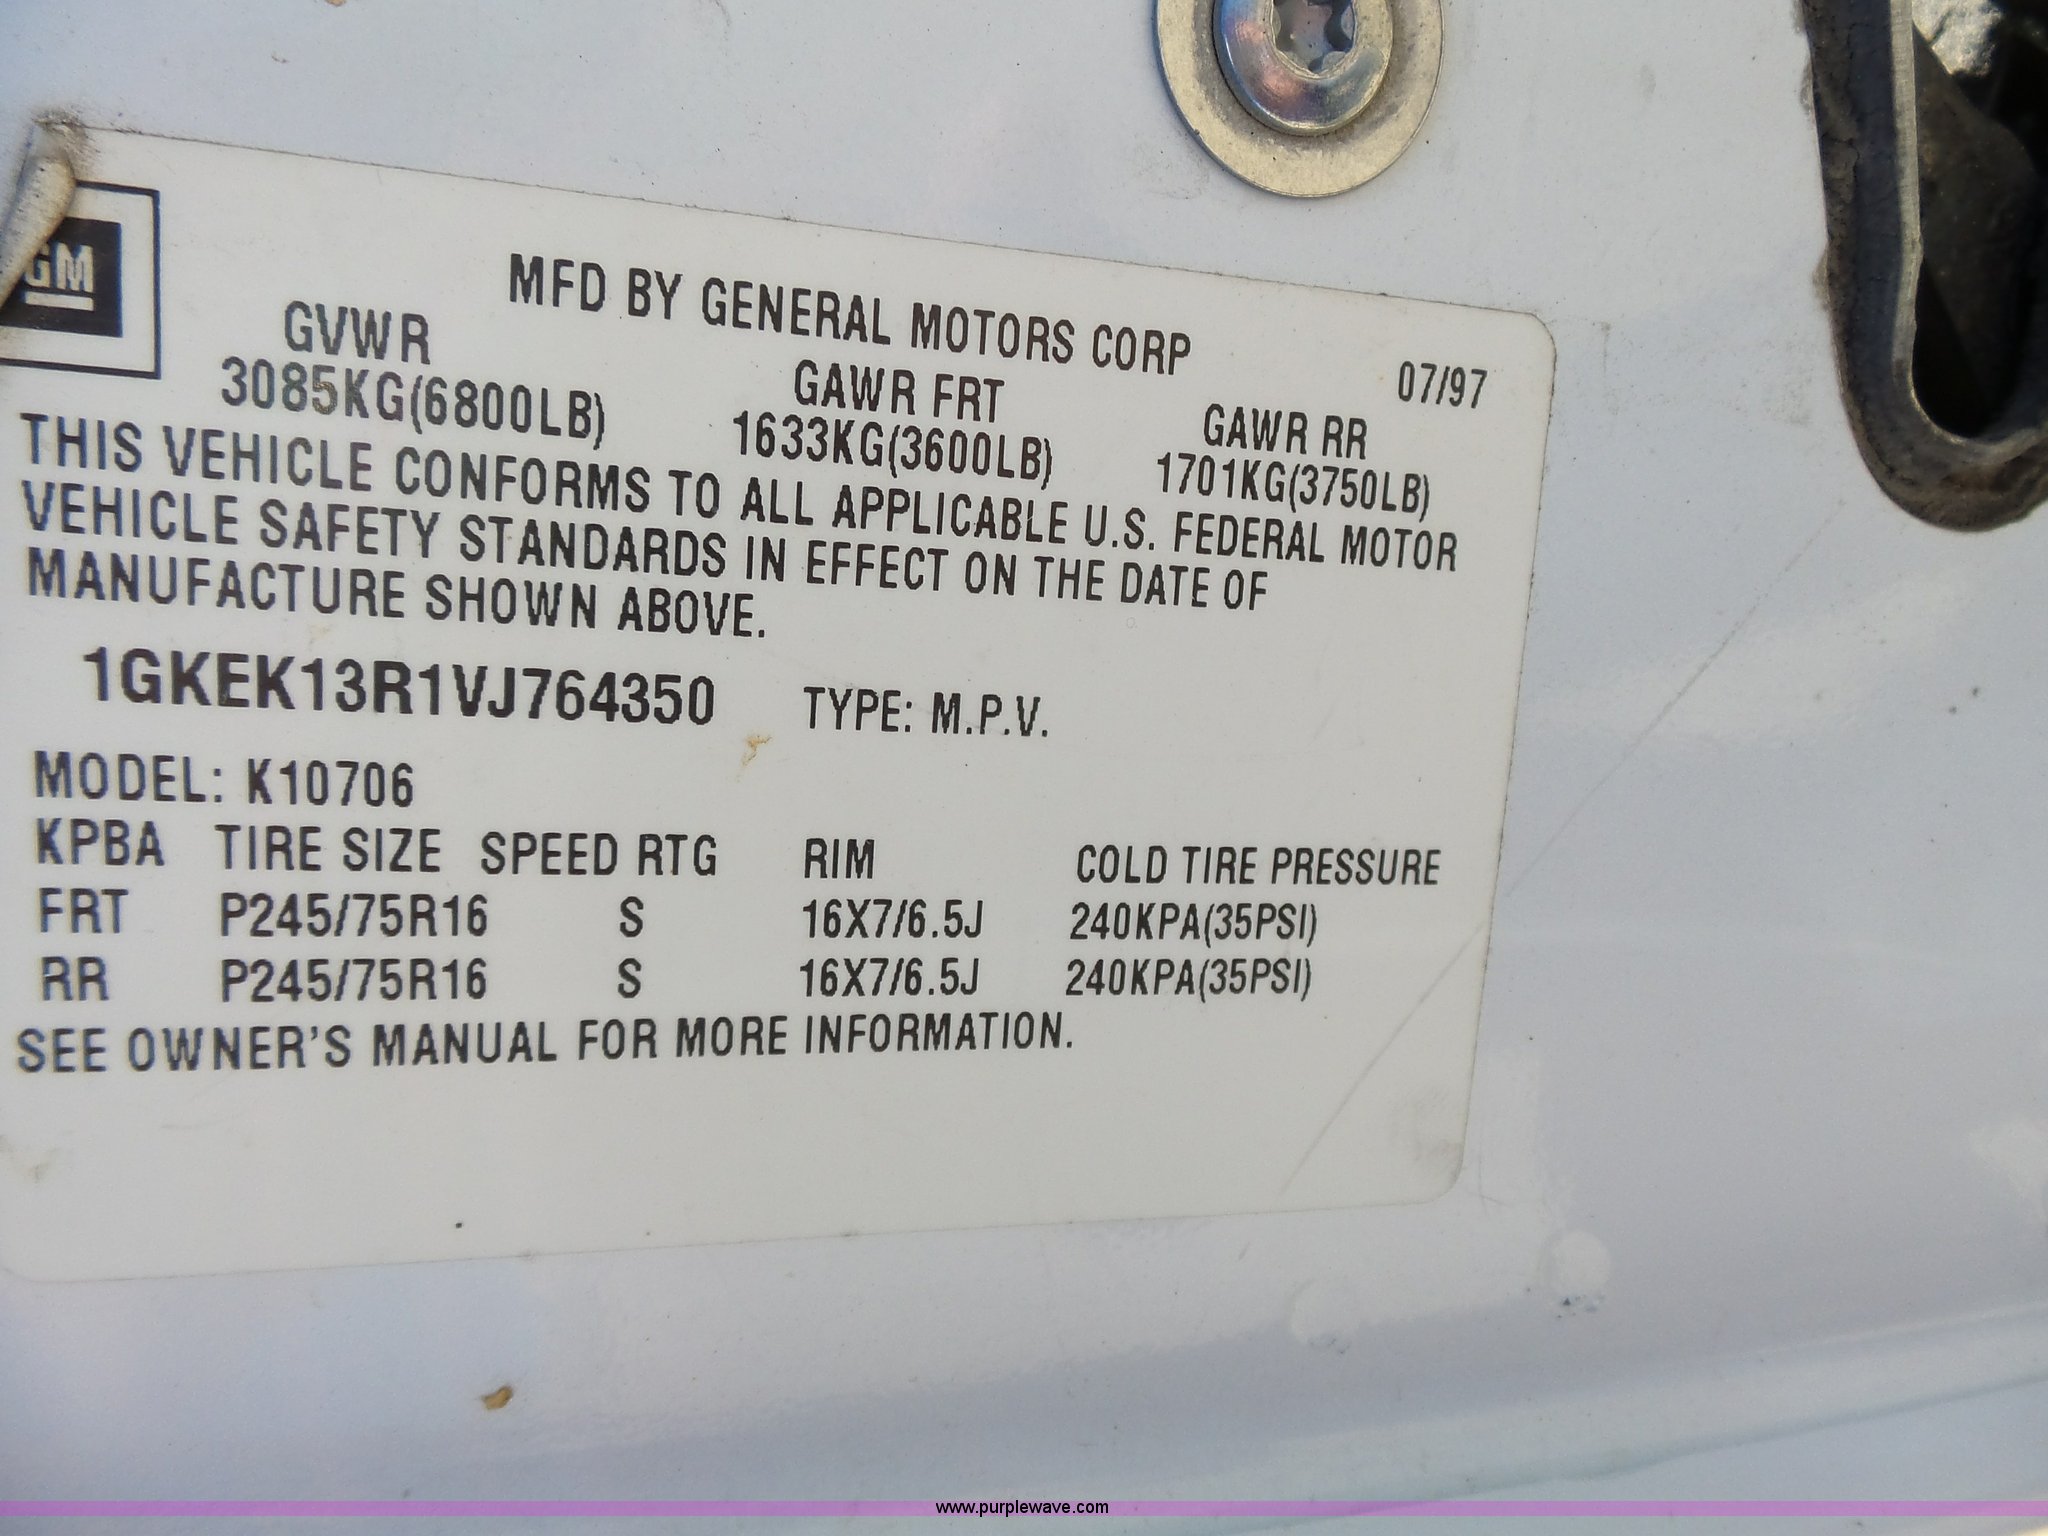 GM
MFD BY GENERAL MOTORS CORP
07/97
GVWR GAWR FRT GAWR RR
3085KG(6800LB) 1633KG(3600LB) 1701KG(3750LB)
THIS VEHICLE CONFORMS TO ALL APPLICABLE U.S. FEDERAL MOTOR
VEHICLE SAFETY STANDARDS IN EFFECT ON THE DATE OF
MANUFACTURE SHOWN ABOVE.
1GKEK13R1VJ764350 TYPE: M.P.V.
MODEL: K10706
KPBA TIRE SIZE SPEED RTG RIM COLD TIRE PRESSURE
FRT P245/75R16 S 16X7/6.5J 240KPA(35PSI)
RR P245/75R16 S 16X7/6.5J 240KPA(35PSI)
SEE OWNER'S MANUAL FOR MORE INFORMATION.
www.purplewave.com